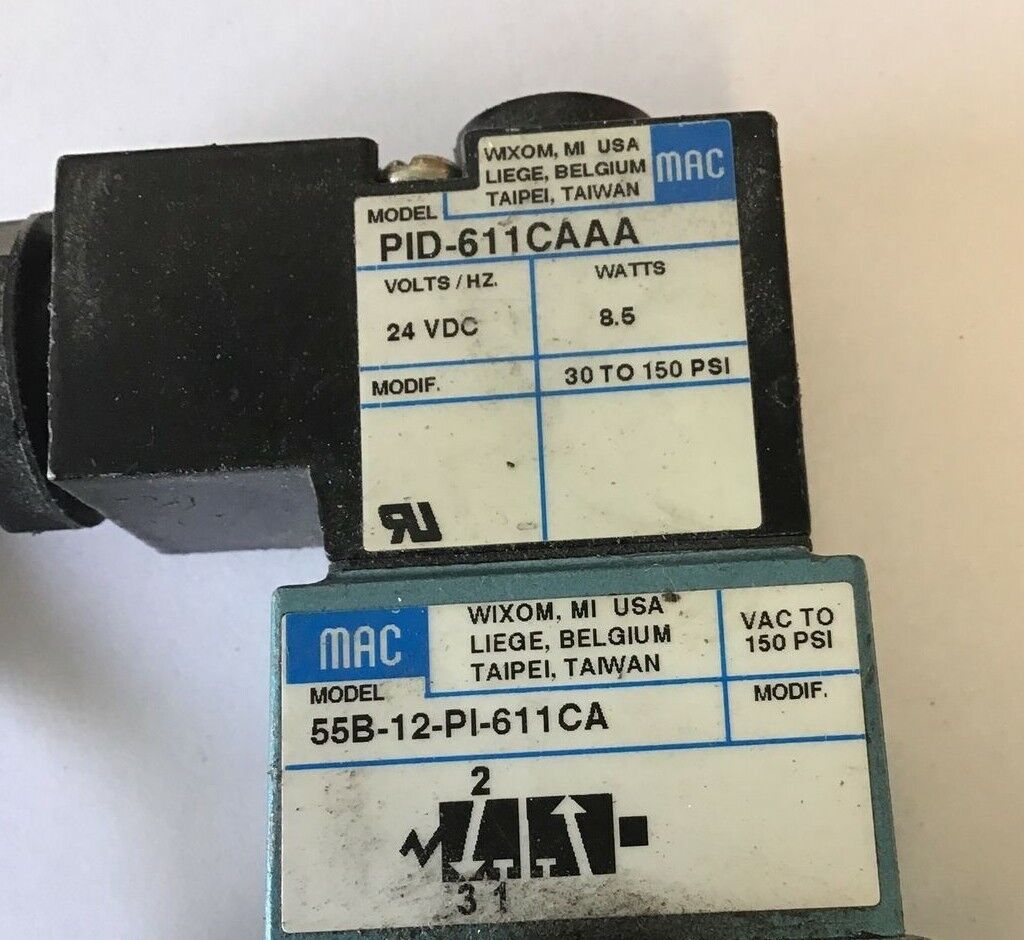 WIXOM, MI USA
LIEGE, BELGIUM
TAIPEI, TAIWAN
MAC
MODEL
PID-611CAAA
VOLTS / HZ.
WATTS
24 VDC
8.5
MODIF.
30 TO 150 PSI
UR
MAC
WIXOM, MI USA
LIEGE, BELGIUM
TAIPEI, TAIWAN
VAC TO
150 PSI
MODEL
MODIF.
55B-12-PI-611CA
2
3 1